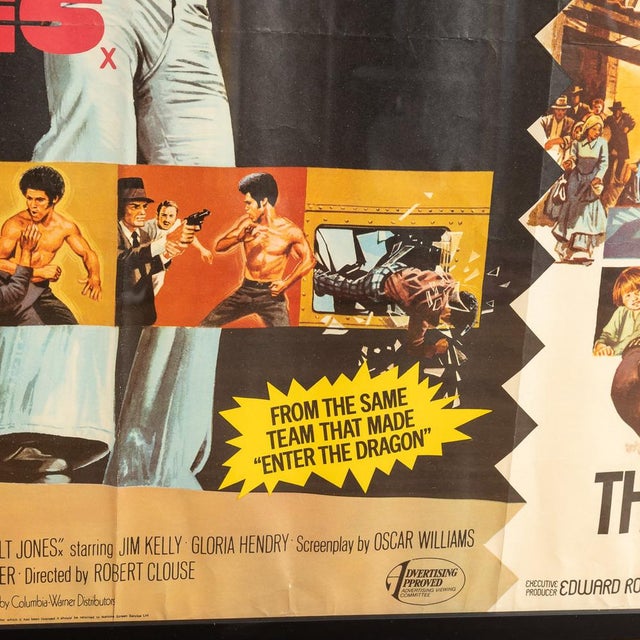 ES
x
FROM THE SAME
TEAM THAT MADE
"ENTER THE DRAGON"
LT JONES"x starring JIM KELLY · GLORIA HENDRY · Screenplay by OSCAR WILLIAMS
ER · Directed by ROBERT CLOUSE
by Columbia-Warner Distributors
ADVERTISING
APPROVED
ADVERTISING VIEWING
COMMITTEE
TH
EXECUTIVE
PRODUCER EDWARD RO